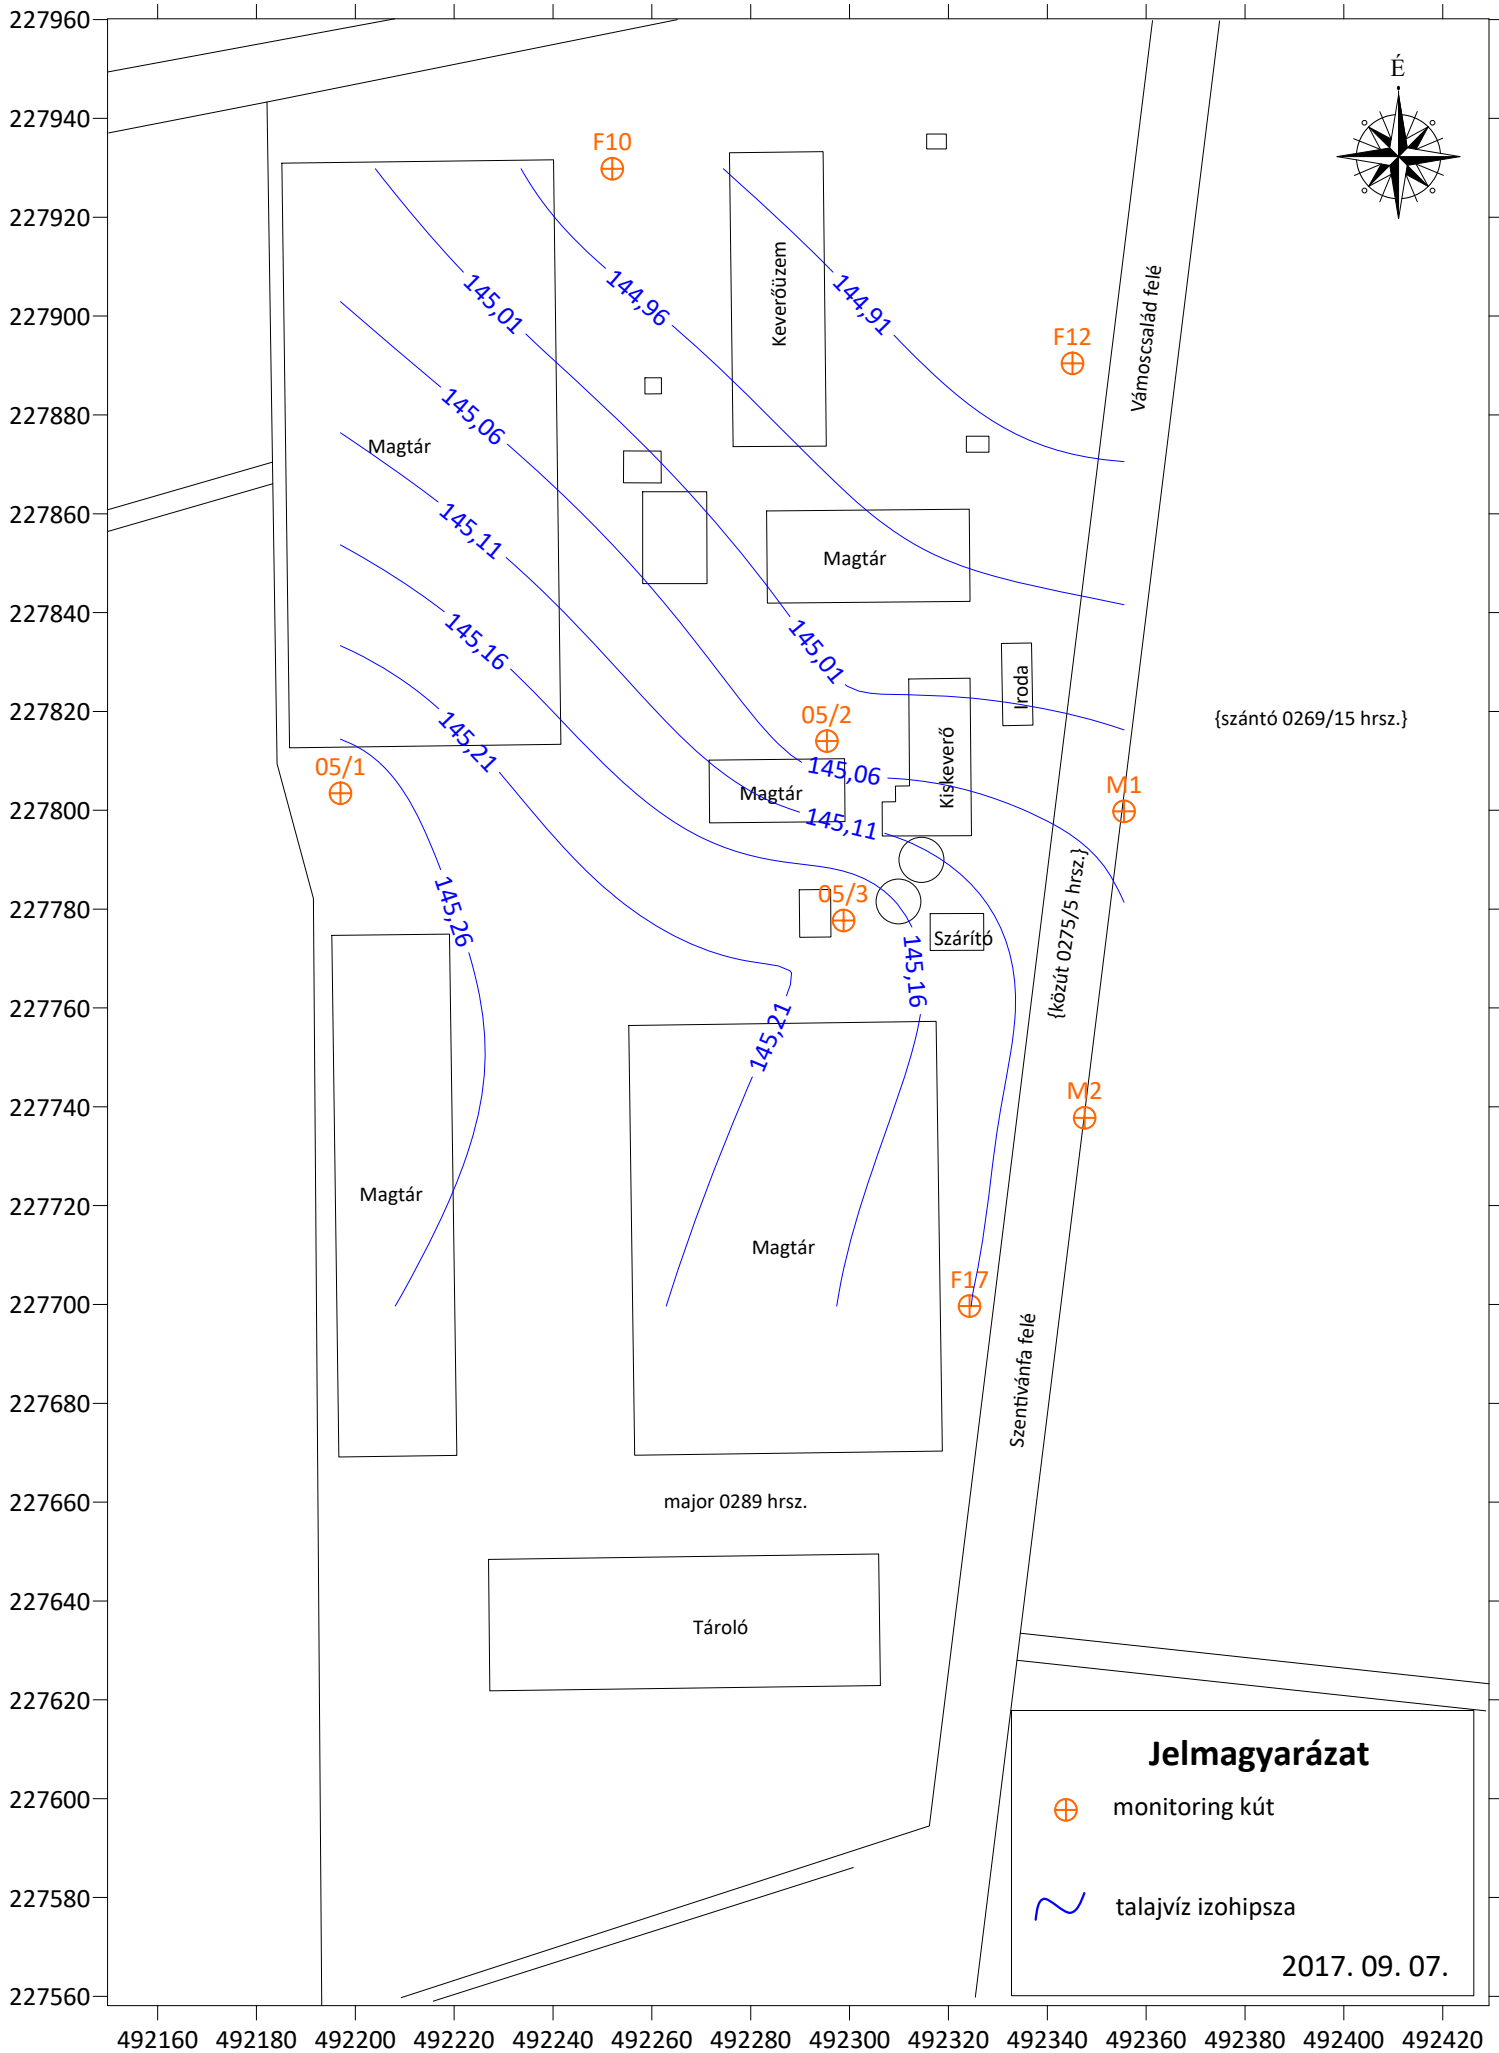 227960
227940
227920
227900
227880
227860
227840
227820
227800
227780
227760
227740
227720
227700
227680
227660
227640
227620
227600
227580
227560
492160 492180 492200 492220 492240 492260 492280 492300 492320 492340 492360 492380 492400 492420
É
F10
Keverőüzem
145,01
144,96
144,91
F12
Vámoscsalád felé
145,06
Magtár
145,11
Magtár
145,16
145,01
Iroda
145,21
05/2
{szántó 0269/15 hrsz.}
05/1
145,06
Kiskeverő
M1
Magtár
145,11
145,26
05/3
{közút 0275/5 hrsz.}
Szárító
145,16
145,21
M2
Magtár
Magtár
F17
Szentivánfa felé
major 0289 hrsz.
Tároló
Jelmagyarázat
monitoring kút
talajvíz izohipsza
2017. 09. 07.